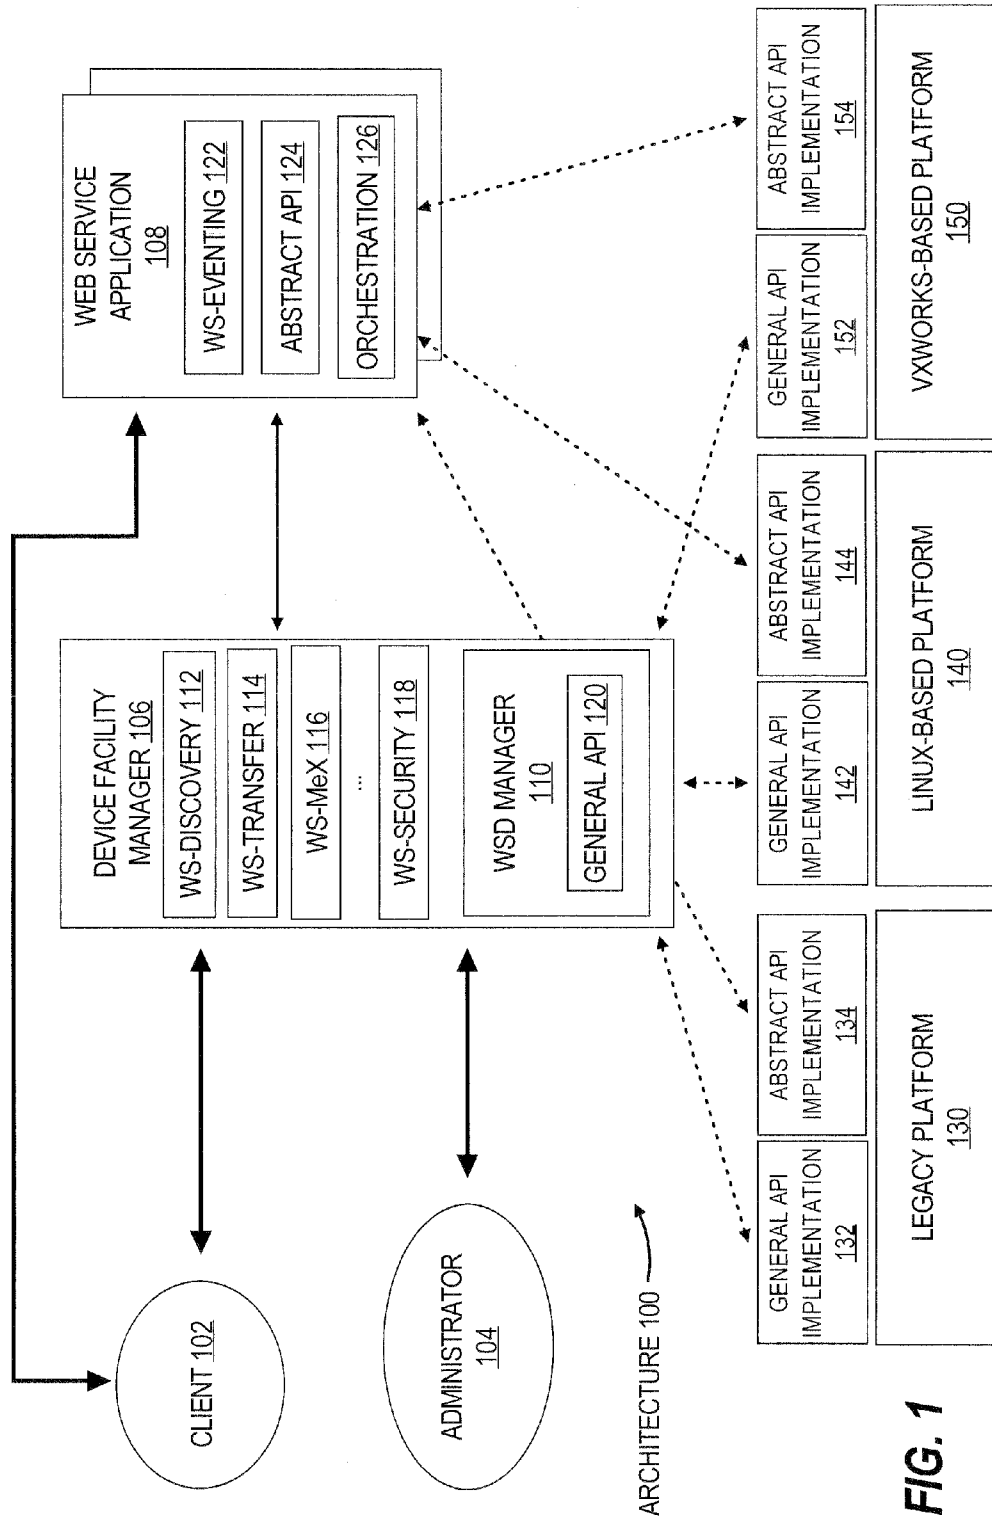 CLIENT 102
ADMINISTRATOR
104
ARCHITECTURE 100
DEVICE FACILITY
MANAGER 106
WS-DISCOVERY 112
WS-TRANSFER 114
WS-MeX 116
...
WS-SECURITY 118
WSD MANAGER
110
GENERAL API 120
WEB SERVICE
APPLICATION
108
WS-EVENTING 122
ABSTRACT API 124
ORCHESTRATION 126
GENERAL API
IMPLEMENTATION
132
ABSTRACT API
IMPLEMENTATION
134
LEGACY PLATFORM
130
GENERAL API
IMPLEMENTATION
142
ABSTRACT API
IMPLEMENTATION
144
LINUX-BASED PLATFORM
140
GENERAL API
IMPLEMENTATION
152
ABSTRACT API
IMPLEMENTATION
154
VXWORKS-BASED PLATFORM
150
FIG. 1